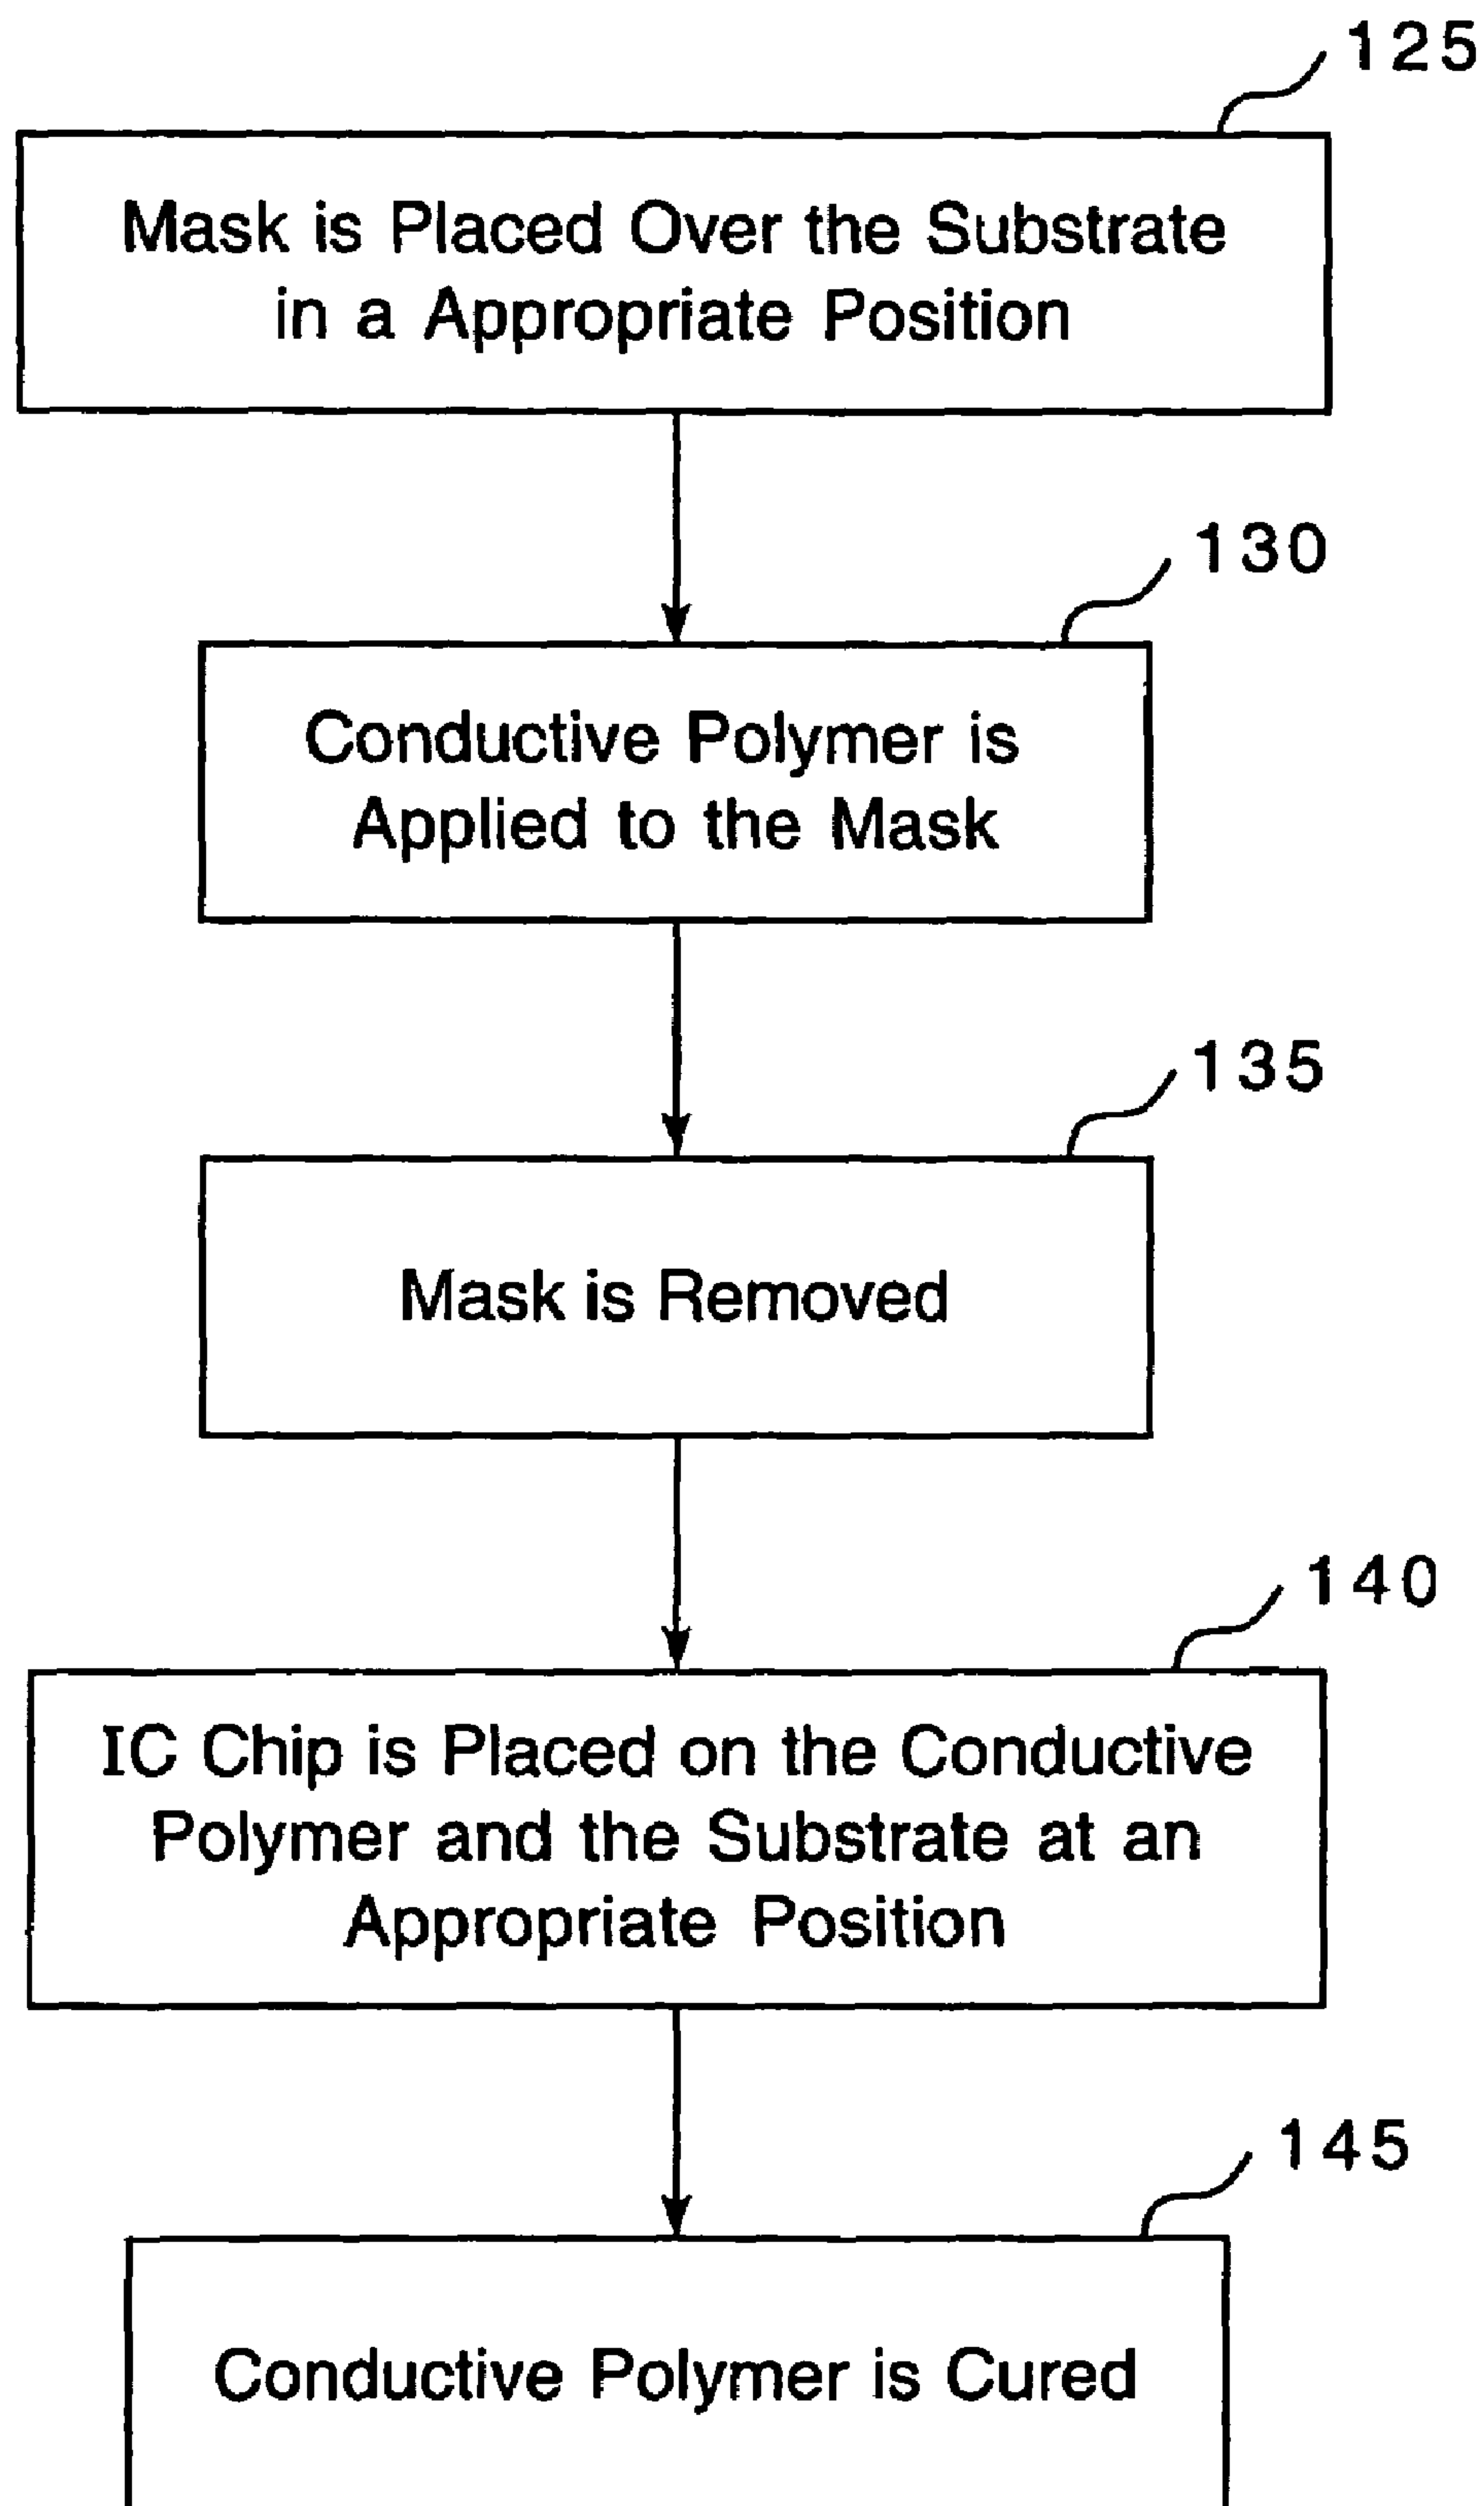 125
Mask is Placed Over the Substrate
in a Appropriate Position
130
Conductive Polymer is
Applied to the Mask
135
Mask is Removed
140
IC Chip is Placed on the Conductive
Polymer and the Substrate at an
Appropriate Position
145
Conductive Polymer is Cured